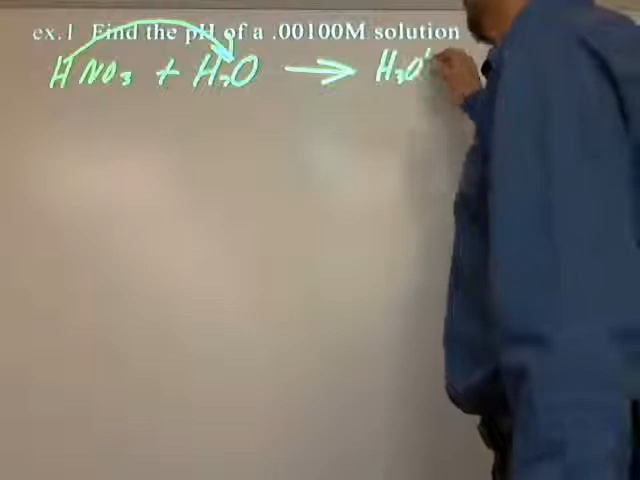 ex.1 Find the pH of a .00100M solution
HNO₃ + H₂O → H₃O⁺